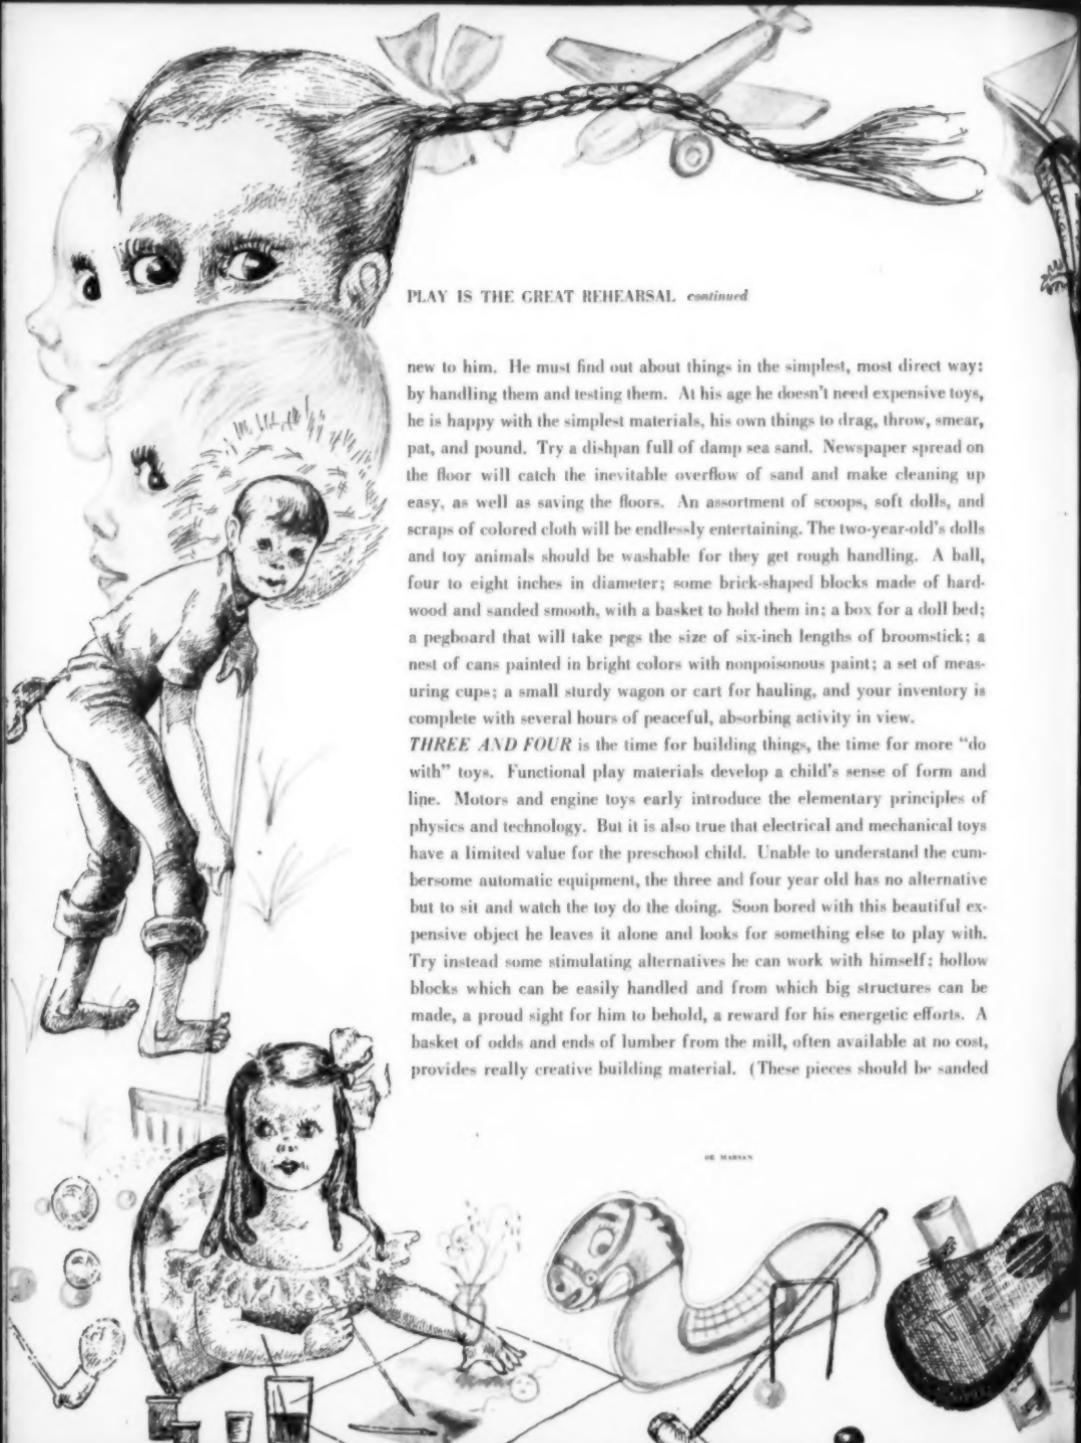 PLAY IS THE GREAT REHEARSAL continued
new to him. He must find out about things in the simplest, most direct way:
by handling them and testing them. At his age he doesn't need expensive toys,
he is happy with the simplest materials, his own things to drag, throw, smear,
pat, and pound. Try a dishpan full of damp sea sand. Newspaper spread on
the floor will catch the inevitable overflow of sand and make cleaning up
easy, as well as saving the floors. An assortment of scoops, soft dolls, and
scraps of colored cloth will be endlessly entertaining. The two-year-old's dolls
and toy animals should be washable for they get rough handling. A ball,
four to eight inches in diameter; some brick-shaped blocks made of hard-
wood and sanded smooth, with a basket to hold them in; a box for a doll bed;
a pegboard that will take pegs the size of six-inch lengths of broomstick; a
nest of cans painted in bright colors with nonpoisonous paint; a set of meas-
uring cups; a small sturdy wagon or cart for hauling, and your inventory is
complete with several hours of peaceful, absorbing activity in view.
THREE AND FOUR is the time for building things, the time for more "do
with" toys. Functional play materials develop a child's sense of form and
line. Motors and engine toys early introduce the elementary principles of
physics and technology. But it is also true that electrical and mechanical toys
have a limited value for the preschool child. Unable to understand the cum-
bersome automatic equipment, the three and four year old has no alternative
but to sit and watch the toy do the doing. Soon bored with this beautiful ex-
pensive object he leaves it alone and looks for something else to play with.
Try instead some stimulating alternatives he can work with himself: hollow
blocks which can be easily handled and from which big structures can be
made, a proud sight for him to behold, a reward for his energetic efforts. A
basket of odds and ends of lumber from the mill, often available at no cost,
provides really creative building material. (These pieces should be sanded
DE MARSAN